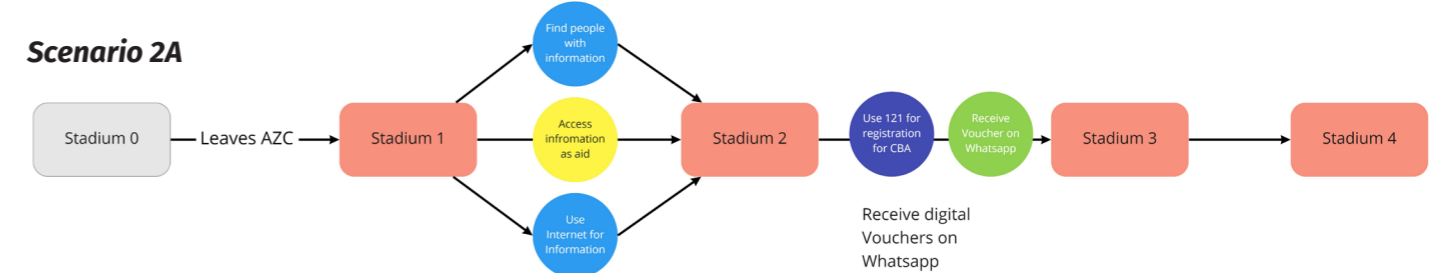 Scenario 2A
Stadium 0
Leaves AZC
Stadium 1
Find people
with
information
Access
infromation
as aid
Use
Internet for
Information
Stadium 2
Use 121 for
registration
for CBA
Receive
Voucher on
Whatsapp
Receive digital
Vouchers on
Whatsapp
Stadium 3
Stadium 4